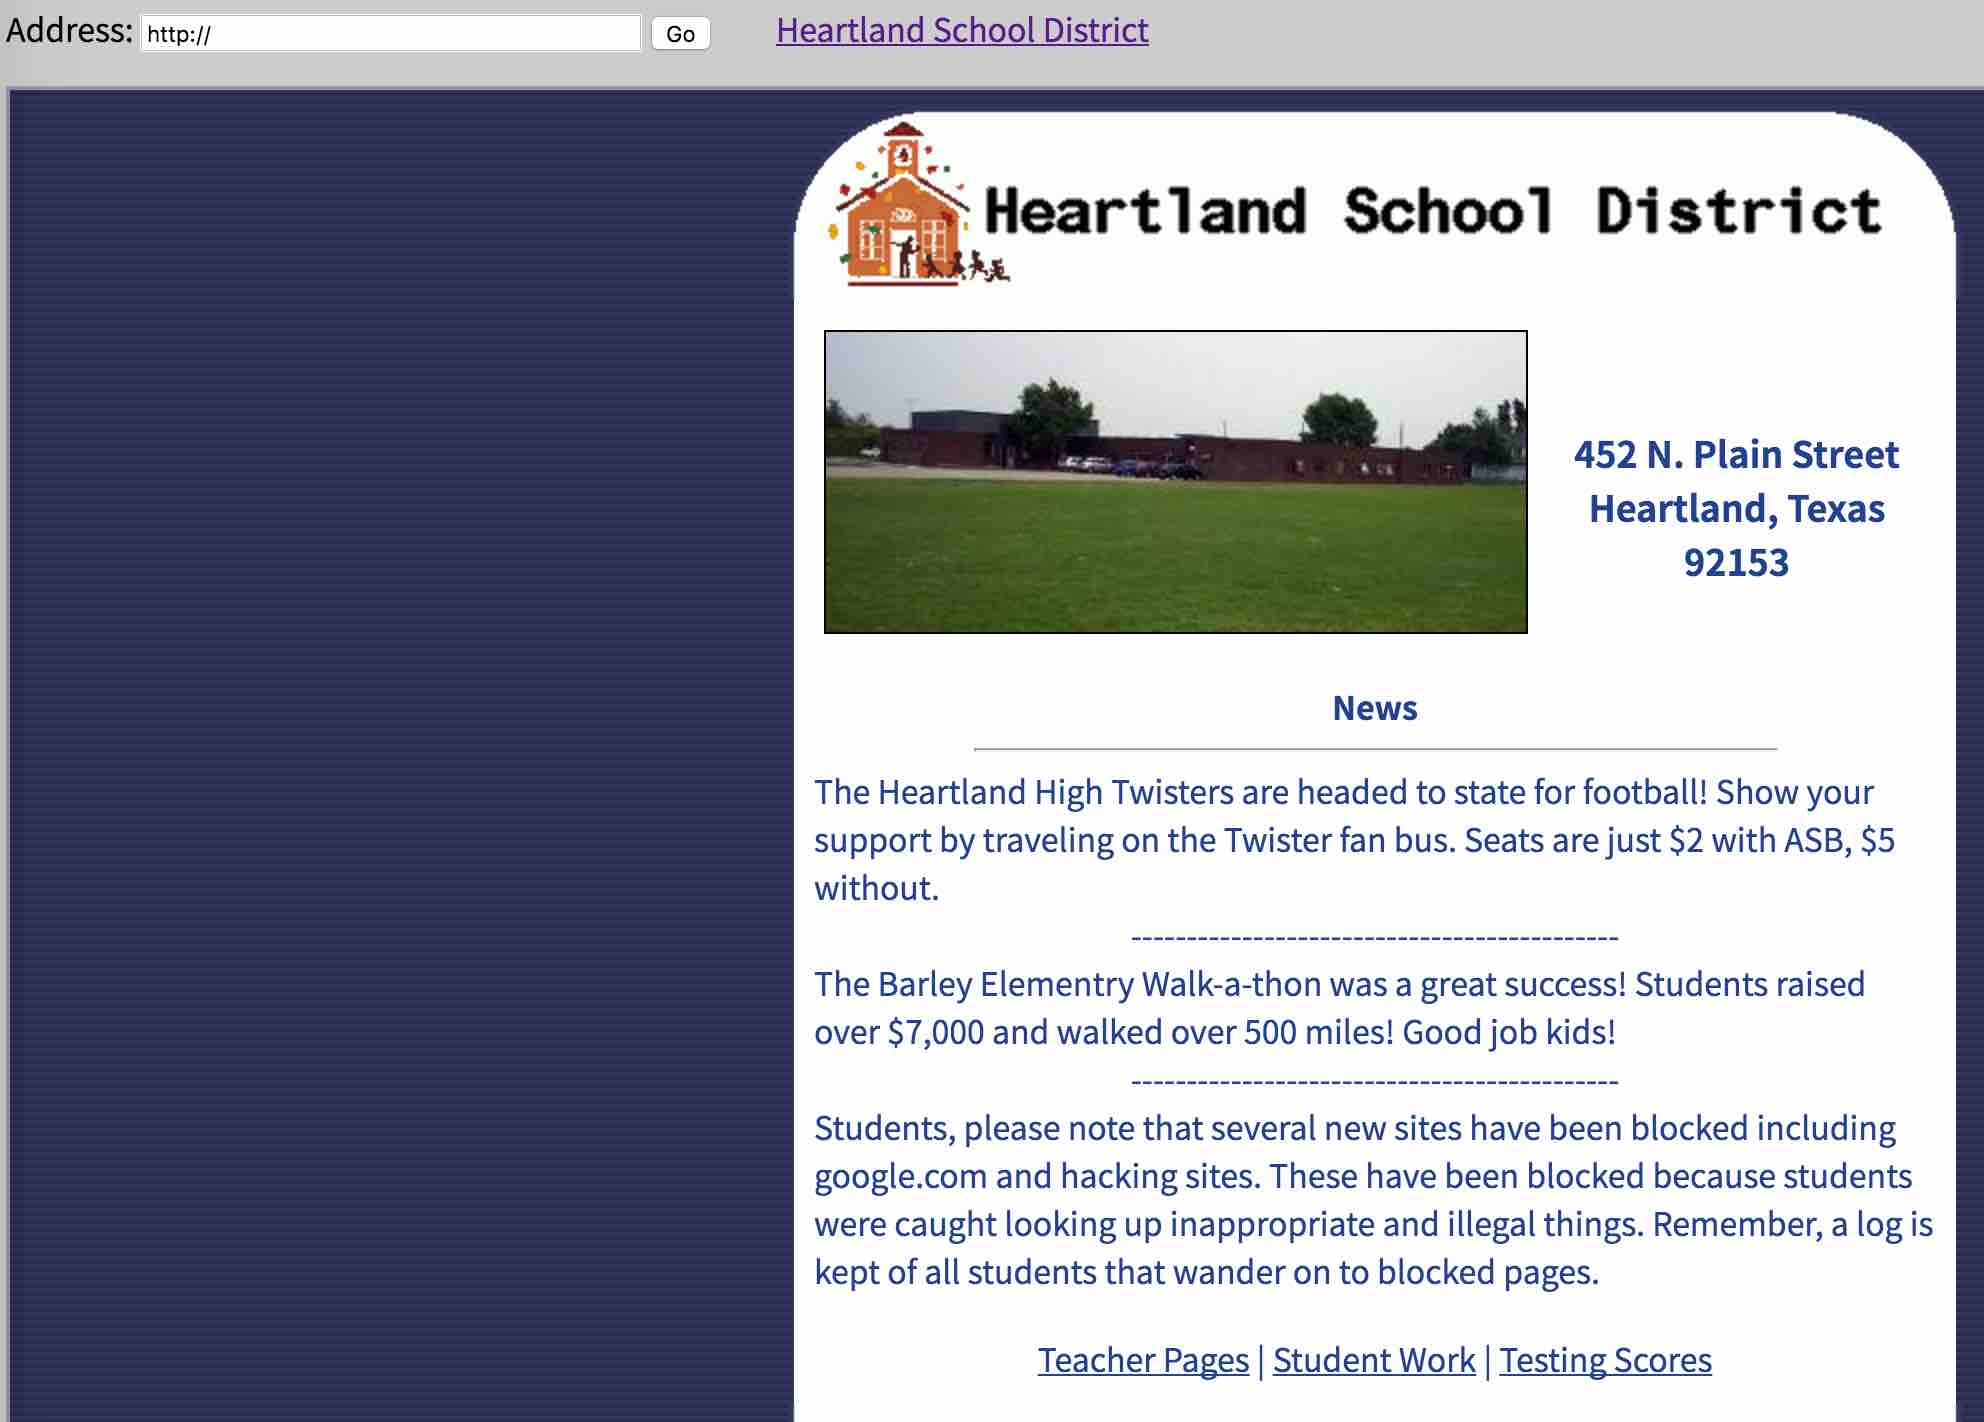 Address: http:// Go Heartland School District
Heartland School District
452 N. Plain Street
Heartland, Texas
92153
News
The Heartland High Twisters are headed to state for football! Show your
support by traveling on the Twister fan bus. Seats are just $2 with ASB, $5
without.
--------------------------------------------
The Barley Elementry Walk-a-thon was a great success! Students raised
over $7,000 and walked over 500 miles! Good job kids!
--------------------------------------------
Students, please note that several new sites have been blocked including
google.com and hacking sites. These have been blocked because students
were caught looking up inappropriate and illegal things. Remember, a log is
kept of all students that wander on to blocked pages.
Teacher Pages | Student Work | Testing Scores